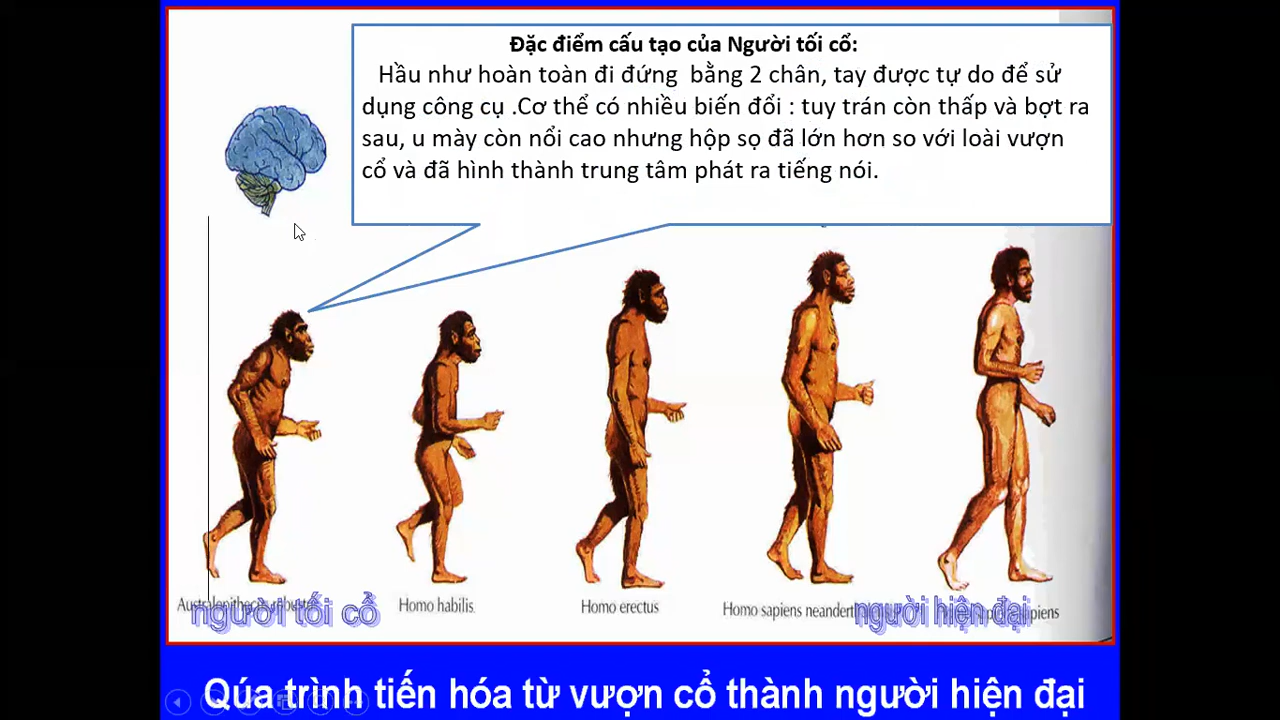 Đặc điểm cấu tạo của Người tối cổ:
Hầu như hoàn toàn đi đứng bằng 2 chân, tay được tự do để sử
dụng công cụ .Cơ thể có nhiều biến đổi : tuy trán còn thấp và bợt ra
sau, u mày còn nổi cao nhưng hộp sọ đã lớn hơn so với loài vượn
cổ và đã hình thành trung tâm phát ra tiếng nói.
người tối cổ
Homo habilis
Homo erectus
Homo sapiens
người hiện đại
Qúa trình tiến hóa từ vượn cổ thành người hiện đại